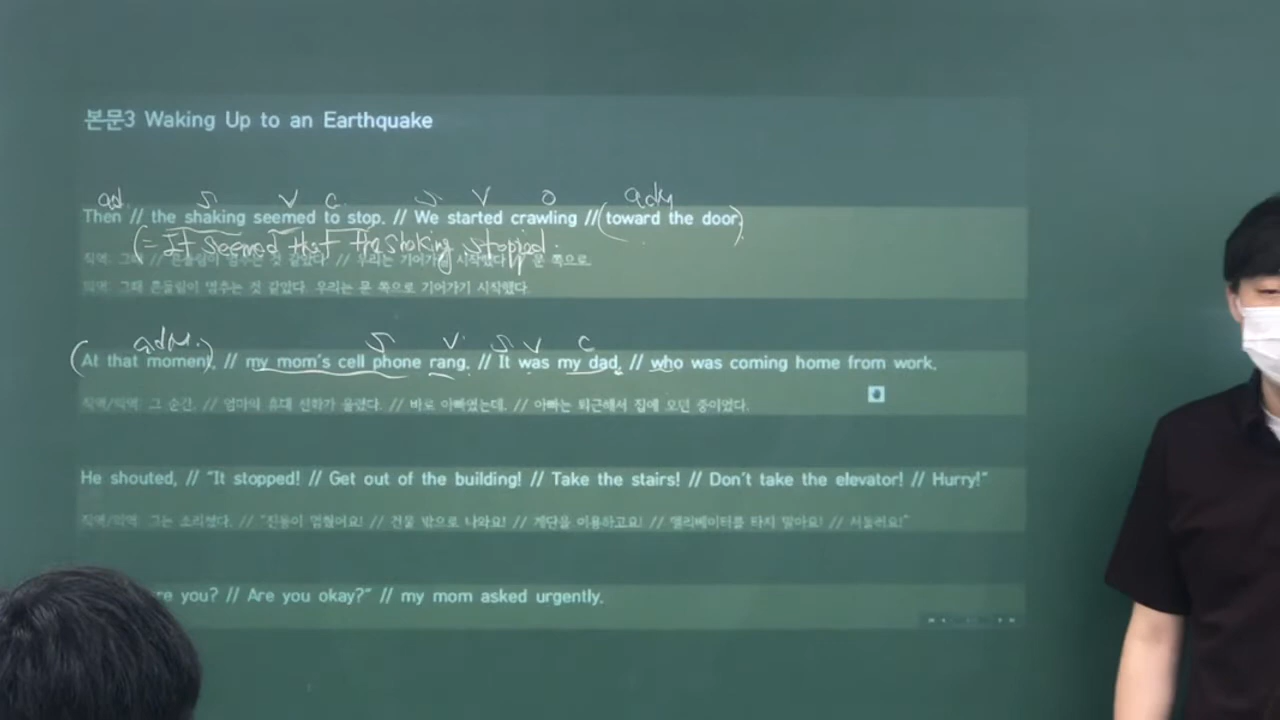 본문3 Waking Up to an Earthquake
ad s v c s v o adv
Then // the shaking seemed to stop. // We started crawling // (toward the door.)
(= It seemed that the shaking stopped.
직역: 그때 // 흔들림이 멈추는 것 같았다. // 우리는 기어가기 시작했다 // 문 쪽으로
의역: 그때 흔들림이 멈추는 것 같았다. 우리는 문 쪽으로 기어가기 시작했다.
adv. s v. s v c
(At that moment), // my mom's cell phone rang. // It was my dad, // who was coming home from work.
직역/의역: 그 순간, // 엄마의 휴대 전화가 울렸다. // 바로 아빠였는데, // 아빠는 퇴근해서 집에 오던 중이었다.
He shouted, // "It stopped! // Get out of the building! // Take the stairs! // Don't take the elevator! // Hurry!"
직역/의역: 그는 소리쳤다. // "진동이 멈췄어요! // 건물 밖으로 나와요! // 계단을 이용하고요! // 엘리베이터를 타지 말아요! // 서둘러요!"
re you? // Are you okay?" // my mom asked urgently.